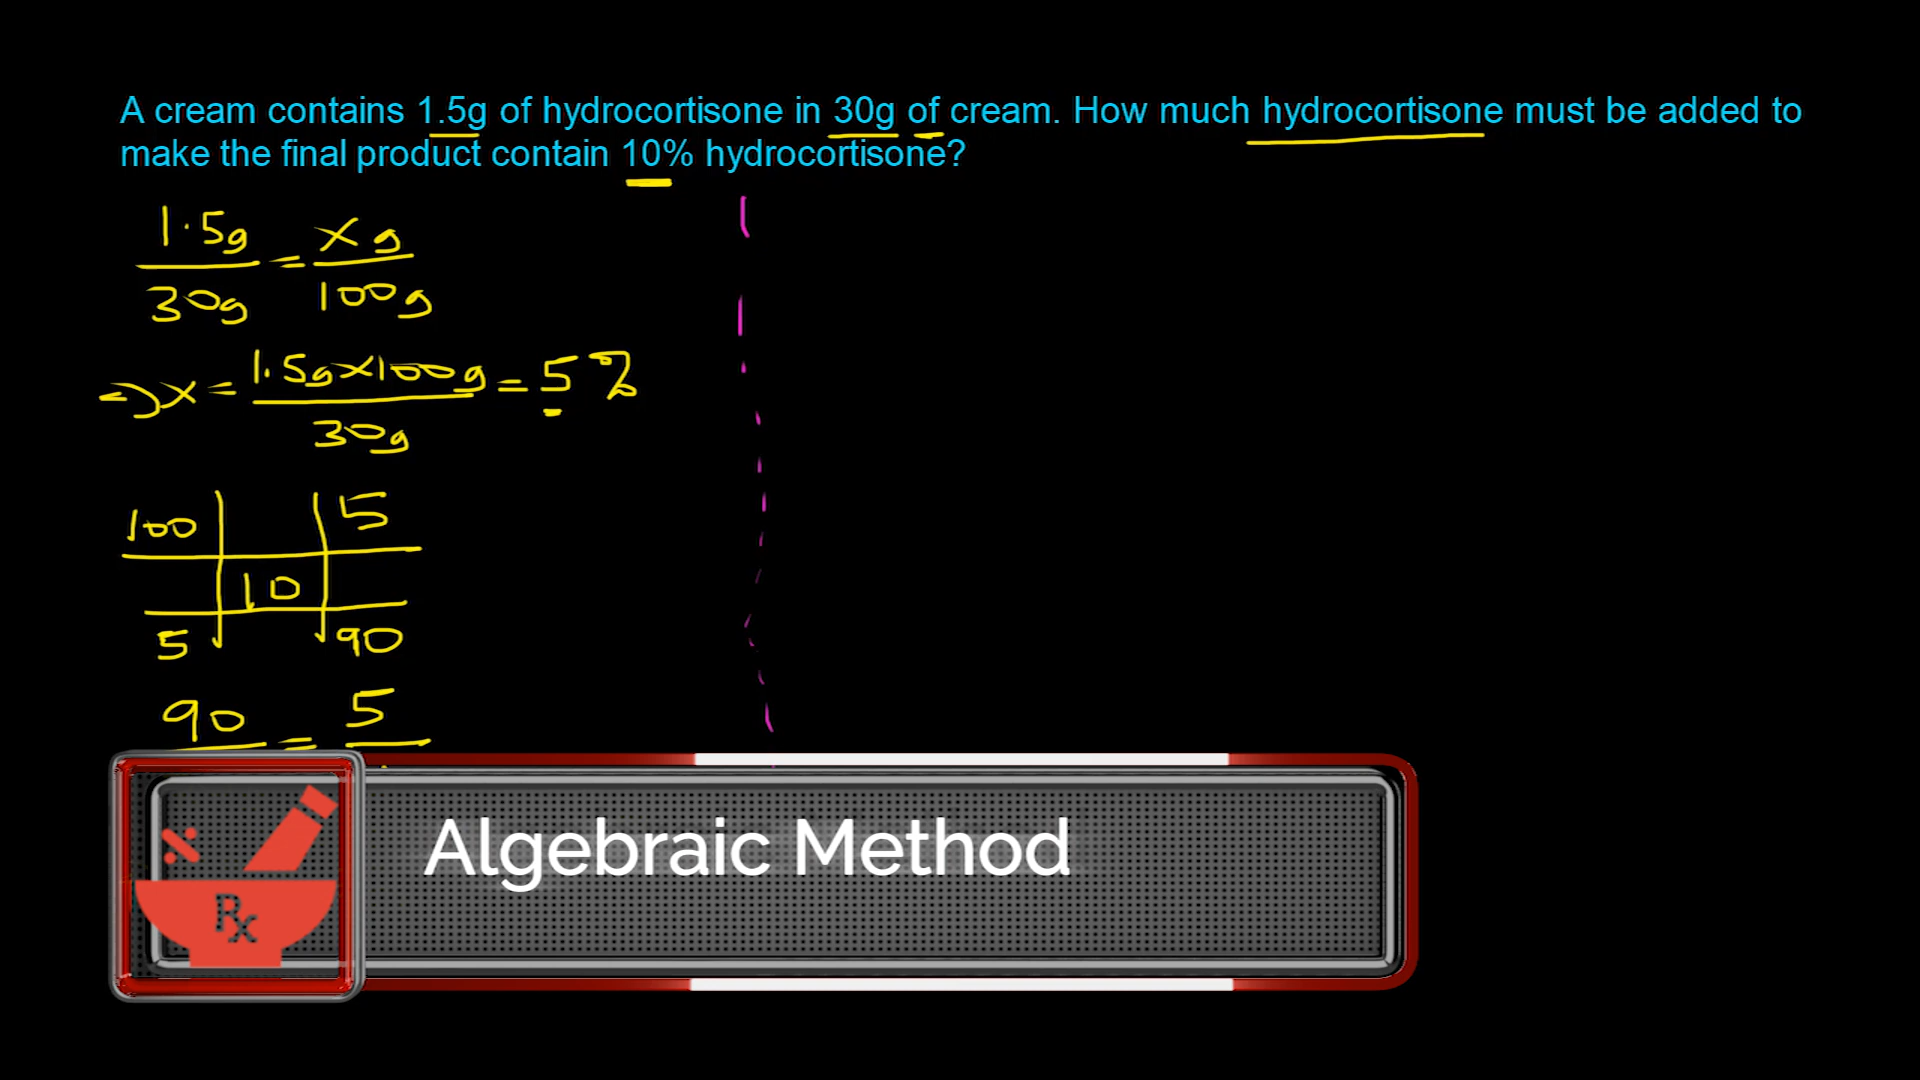 A cream contains 1.5g of hydrocortisone in 30g of cream. How much hydrocortisone must be added to
make the final product contain 10% hydrocortisone?
1.5g / 30g = x g / 100g
=> x = 1.5g x 100g / 30g = 5%
100 5
10
5 90
90 = 5
Algebraic Method
Rx